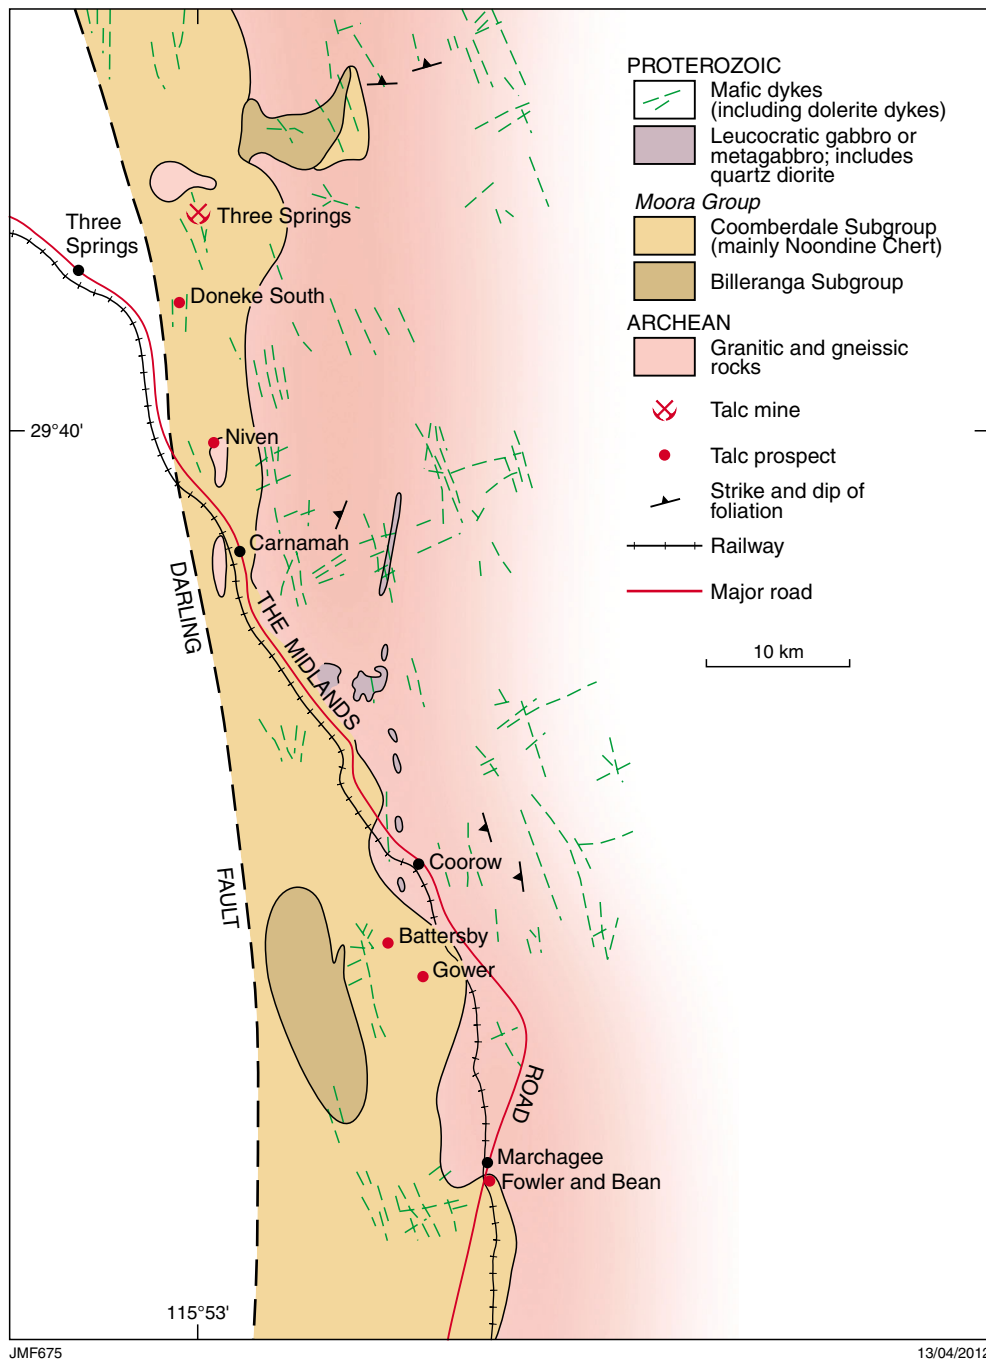 PROTEROZOIC
Mafic dykes
(including dolerite dykes)
Leucocratic gabbro or
metagabbro; includes
quartz diorite
Moora Group
Coomberdale Subgroup
(mainly Noondine Chert)
Billeranga Subgroup
ARCHEAN
Granitic and gneissic
rocks
Talc mine
Talc prospect
Strike and dip of
foliation
Railway
Major road
10 km
Three
Springs
Three Springs
Doneke South
29°40'
Niven
Carnamah
DARLING
THE MIDLANDS
Coorow
FAULT
Battersby
Gower
ROAD
Marchagee
Fowler and Bean
115°53'
JMF675
13/04/2012